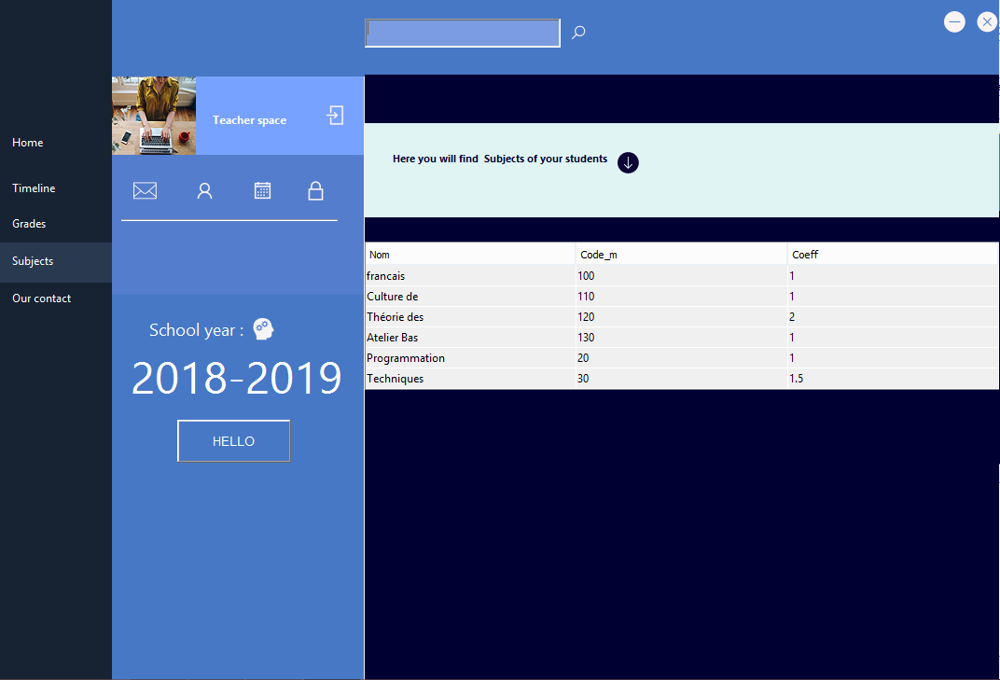 Home
Timeline
Grades
Subjects
Our contact
Teacher space
School year :
2018-2019
HELLO
Here you will find  Subjects of your students
Nom Code_m Coeff
francais 100 1
Culture de 110 1
Théorie des 120 2
Atelier Bas 130 1
Programmation 20 1
Techniques 30 1.5